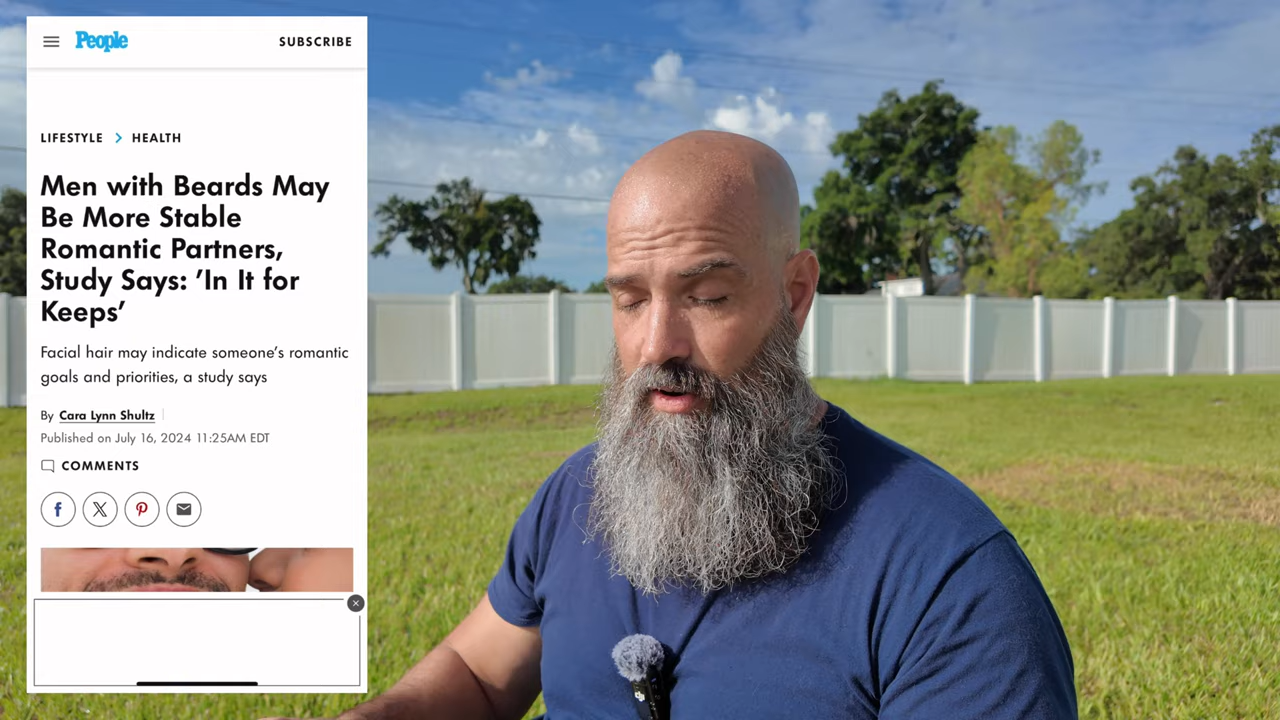 People
SUBSCRIBE
LIFESTYLE > HEALTH
Men with Beards May
Be More Stable
Romantic Partners,
Study Says: 'In It for
Keeps'
Facial hair may indicate someone's romantic
goals and priorities, a study says
By Cara Lynn Shultz
Published on July 16, 2024 11:25AM EDT
COMMENTS